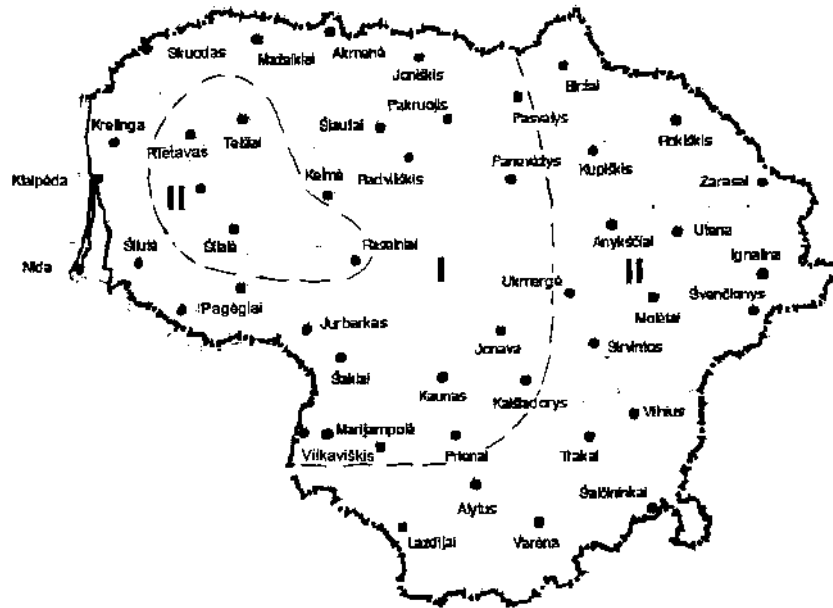 Skuodas
Mažeikiai
Akmenė
Joniškis
Biržai
Pakruojis
Pasvalys
Kretinga
Rietavas
Telšiai
Šiauliai
Rokiškis
Radviliškis
Panevėžys
Kupiškis
Klaipėda
Kelmė
Zarasai
II
Šilutė
Šilalė
Raseiniai
Anykščiai
Utena
Nida
I
II
Ignalina
Ukmergė
Švenčionys
Pagėgiai
Molėtai
Jurbarkas
Jonava
Širvintos
Šakiai
Kaunas
Kaišiadorys
Vilnius
Marijampolė
Vilkaviškis
Prienai
Trakai
Alytus
Šalčininkai
Lazdijai
Varėna